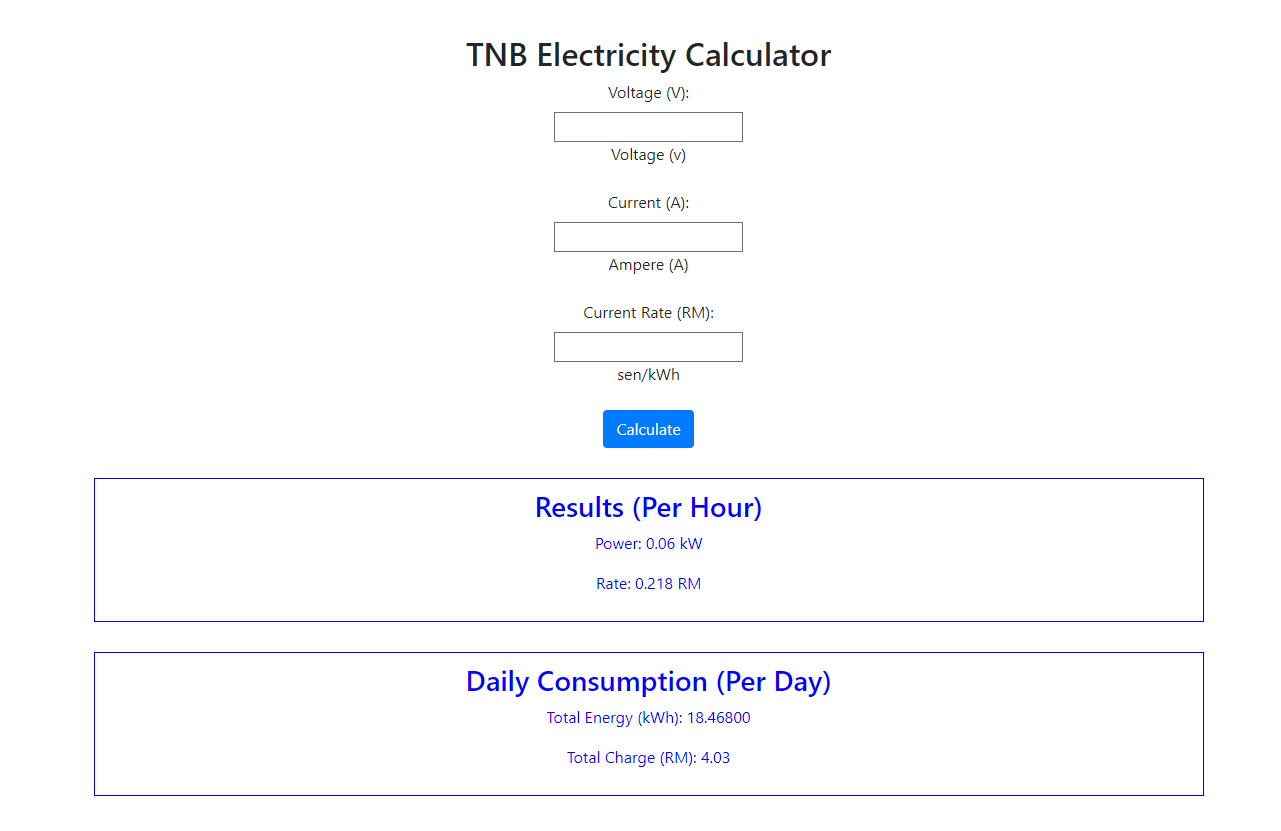 TNB Electricity Calculator
Voltage (V):
Voltage (v)
Current (A):
Ampere (A)
Current Rate (RM):
sen/kWh
Calculate
Results (Per Hour)
Power: 0.06 kW
Rate: 0.218 RM
Daily Consumption (Per Day)
Total Energy (kWh): 18.46800
Total Charge (RM): 4.03